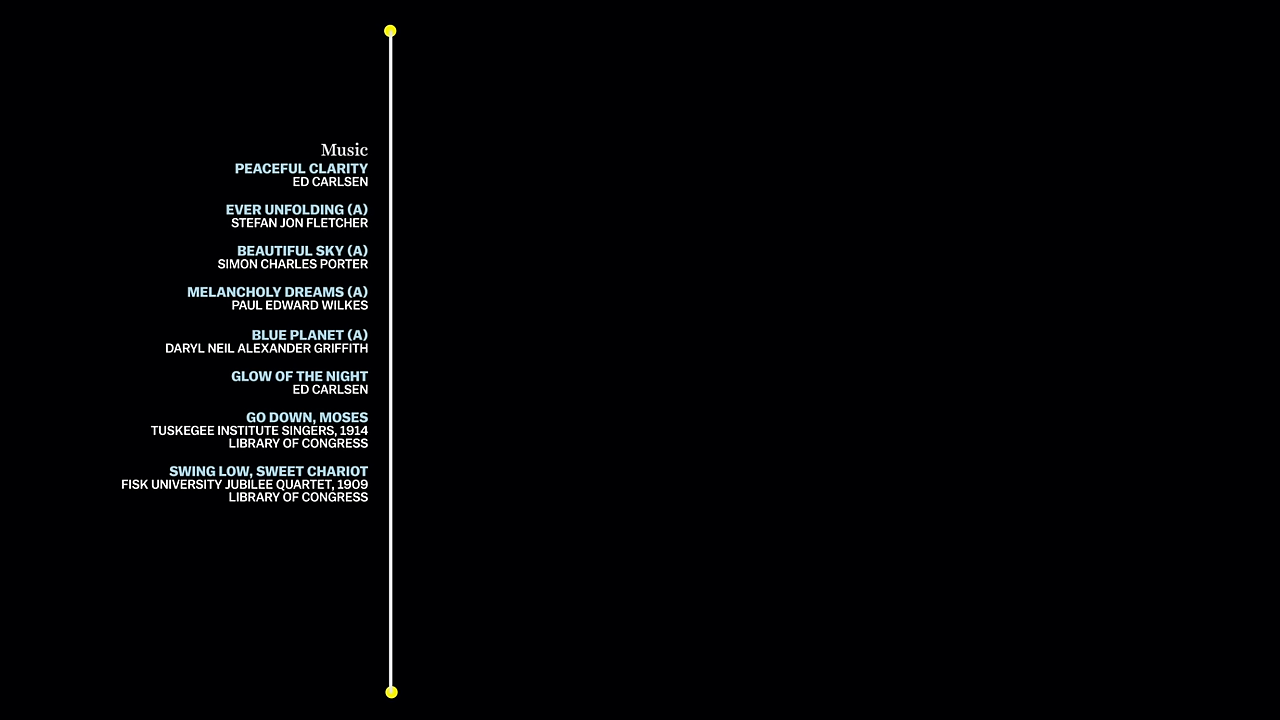 Music
PEACEFUL CLARITY
ED CARLSEN
EVER UNFOLDING (A)
STEFAN JON FLETCHER
BEAUTIFUL SKY (A)
SIMON CHARLES PORTER
MELANCHOLY DREAMS (A)
PAUL EDWARD WILKES
BLUE PLANET (A)
DARYL NEIL ALEXANDER GRIFFITH
GLOW OF THE NIGHT
ED CARLSEN
GO DOWN, MOSES
TUSKEGEE INSTITUTE SINGERS, 1914
LIBRARY OF CONGRESS
SWING LOW, SWEET CHARIOT
FISK UNIVERSITY JUBILEE QUARTET, 1909
LIBRARY OF CONGRESS